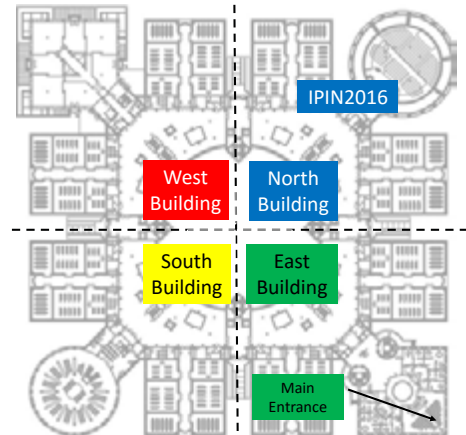 IPIN2016
West
Building
North
Building
South
Building
East
Building
Main
Entrance